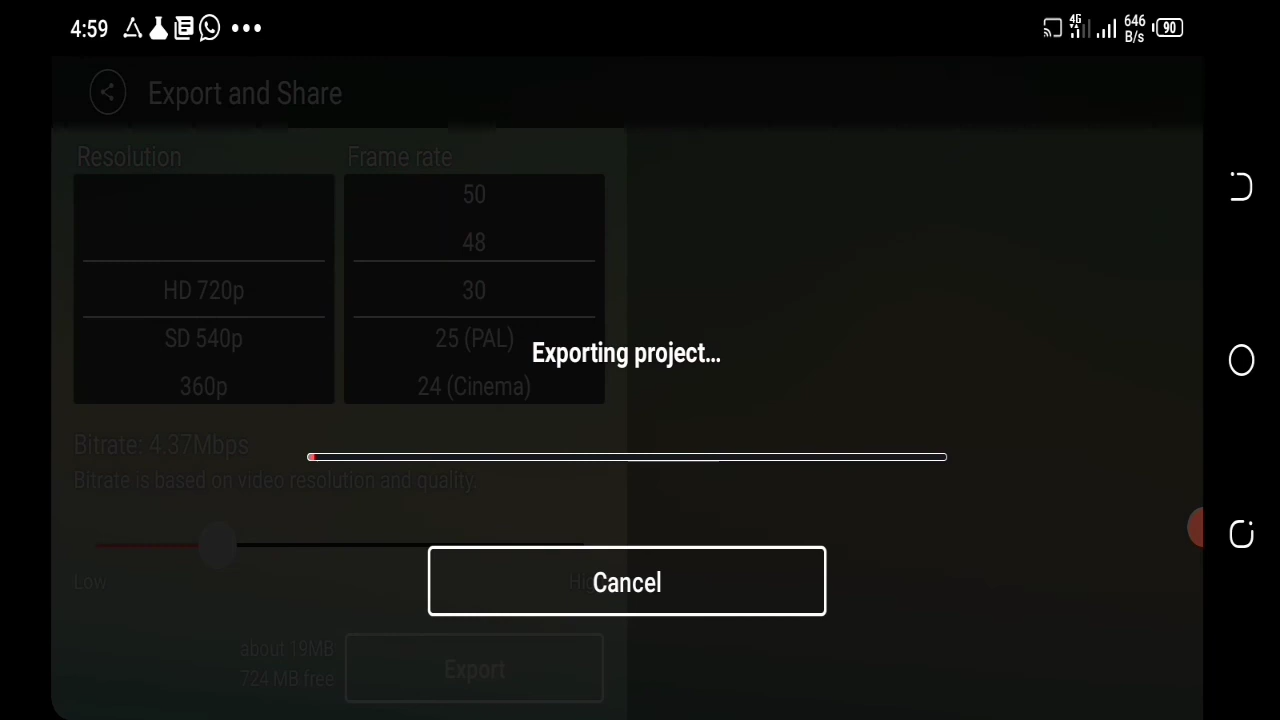 4:59
4G
646
B/s
90
Export and Share
Resolution
Frame rate
50
48
HD 720p
30
SD 540p
25 (PAL)
Exporting project...
360p
24 (Cinema)
Bitrate: 4.37Mbps
Bitrate is based on video resolution and quality.
Low
Cancel
about 19MB
724 MB free
Export